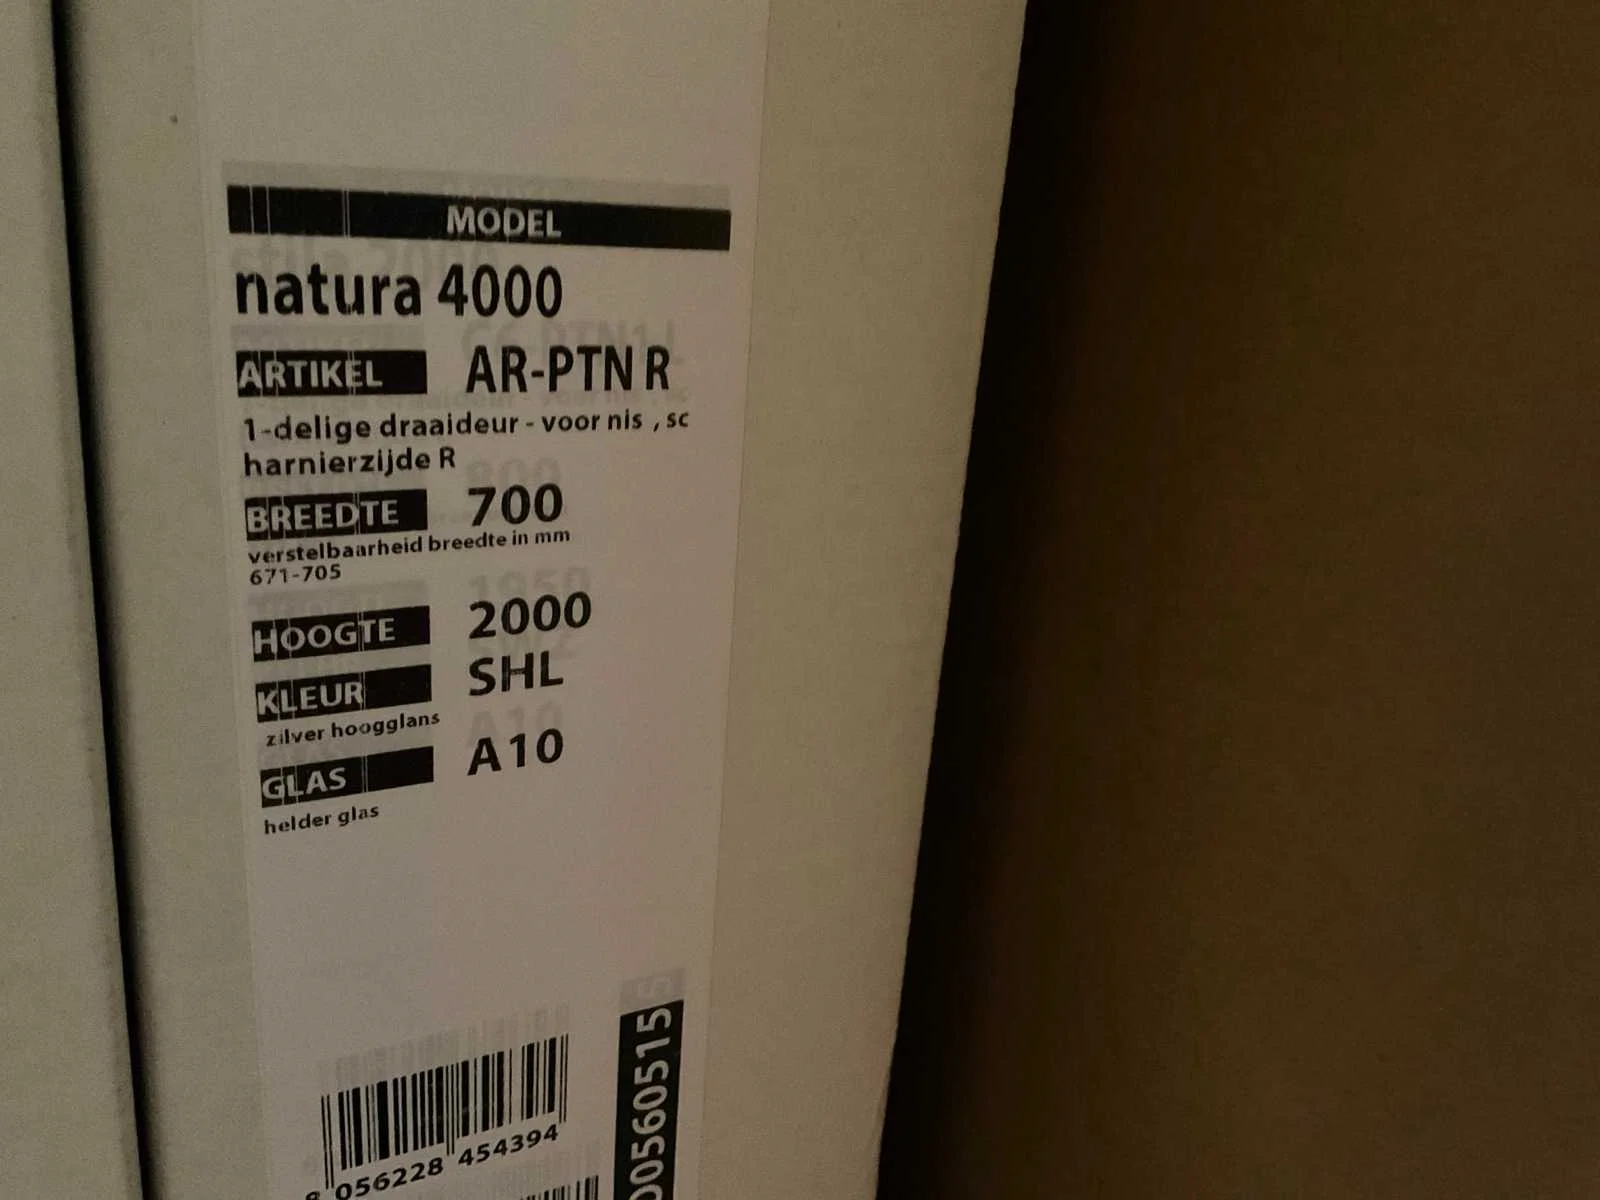 MODEL
natura 4000
ARTIKEL AR-PTN R
1-delige draaideur - voor nis , sc
harnierzijde R
BREEDTE 700
verstelbaarheid breedte in mm
671-705
HOOGTE 2000
KLEUR SHL
zilver hoogglans
GLAS A10
helder glas
8 056228 454394
005605155